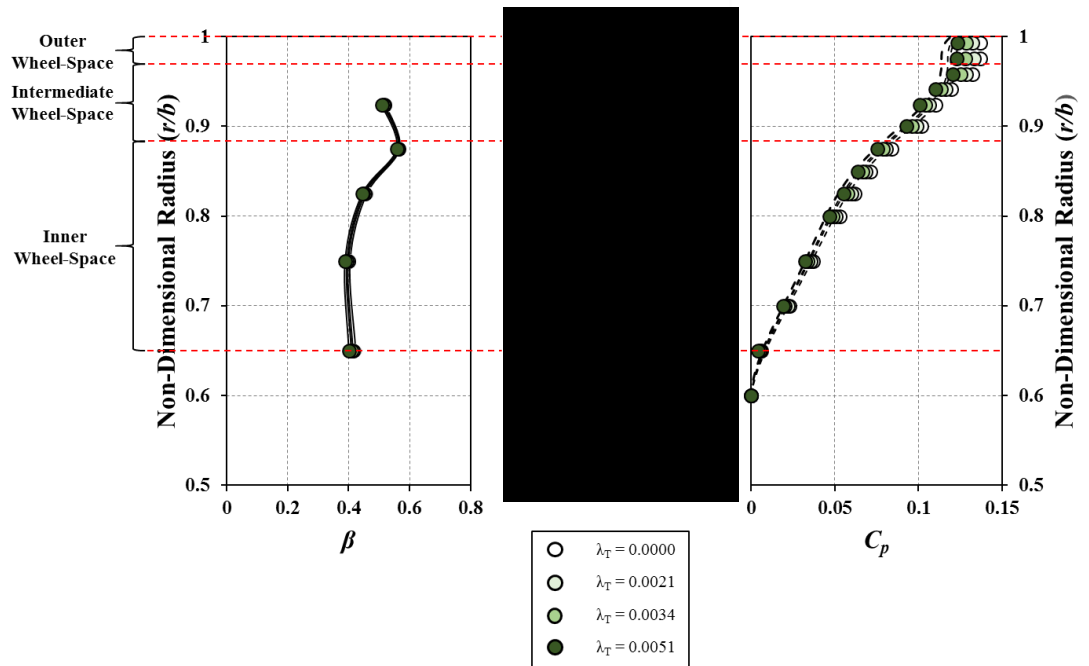 Outer
Wheel-Space
Intermediate
Wheel-Space
Inner
Wheel-Space
Non-Dimensional Radius (r/b)
1
0.9
0.8
0.7
0.6
0.5
0
0.2
0.4
0.6
0.8
β
0
0.05
0.1
0.15
Cp
1
0.9
0.8
0.7
0.6
0.5
Non-Dimensional Radius (r/b)
λT = 0.0000
λT = 0.0021
λT = 0.0034
λT = 0.0051